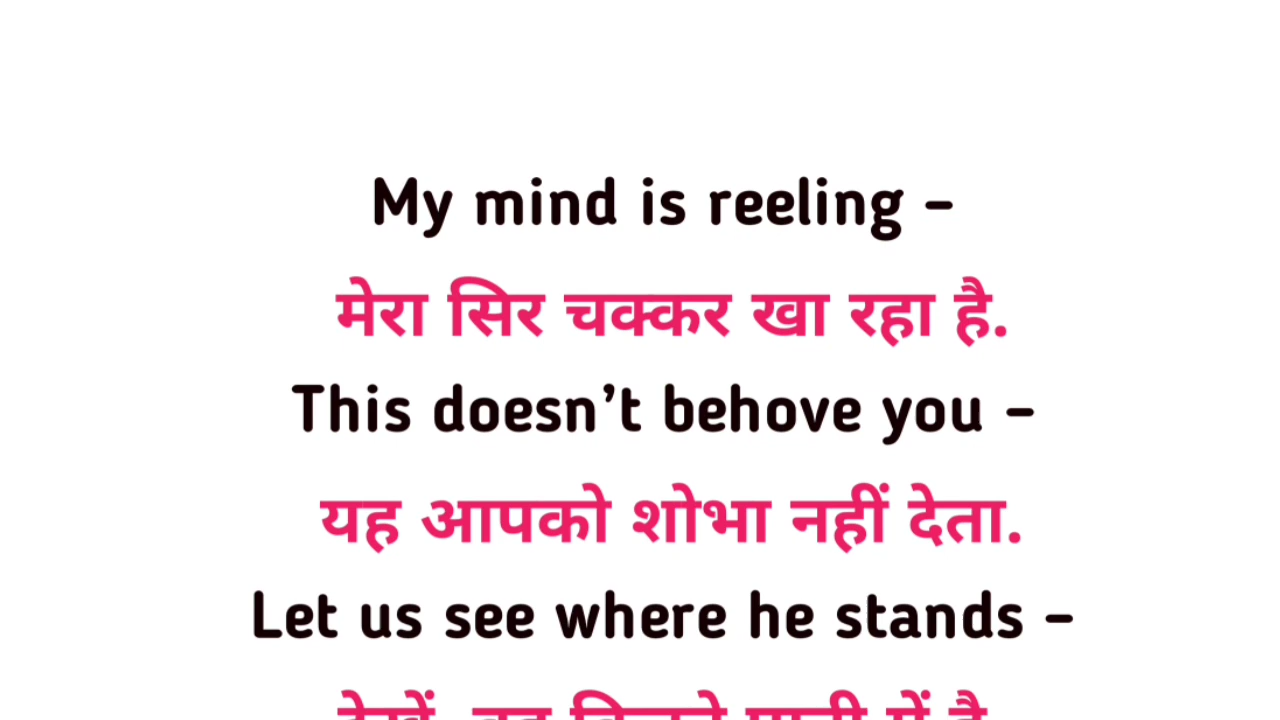 My mind is reeling –
मेरा सिर चक्कर खा रहा है.
This doesn’t behove you –
यह आपको शोभा नहीं देता.
Let us see where he stands –